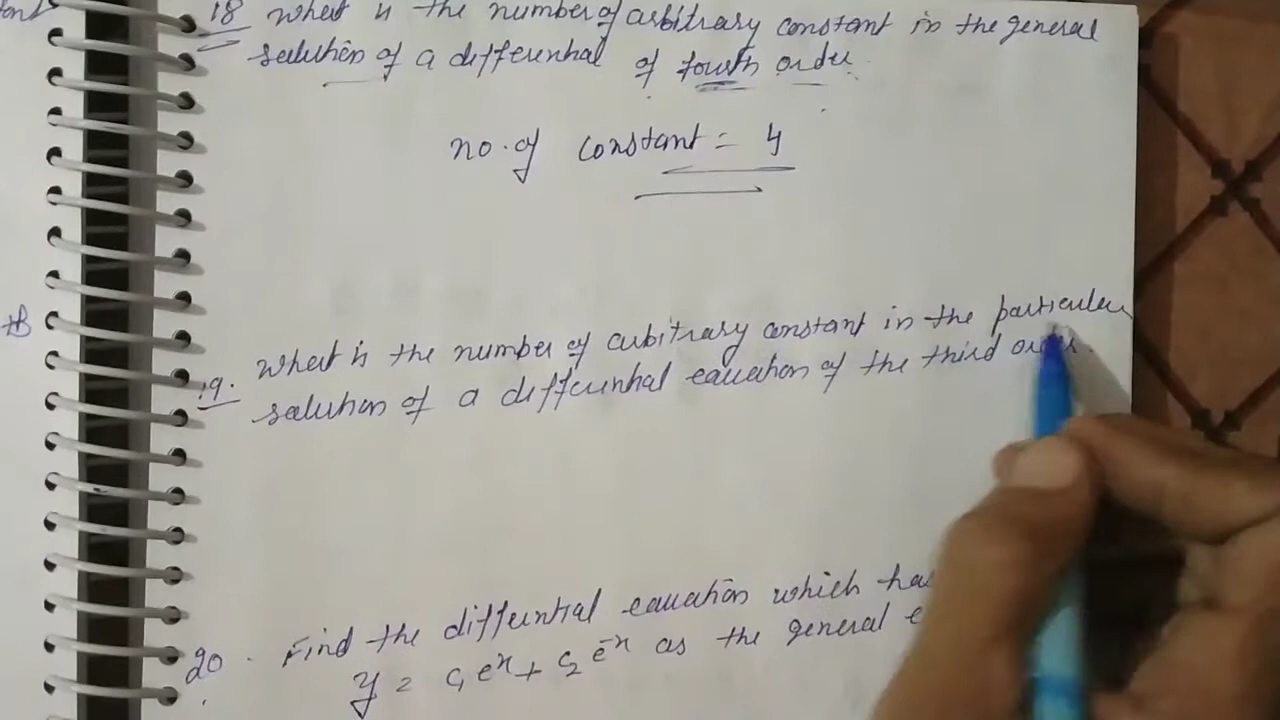 18 What is the number of arbitrary constant in the general
solution of a differential of fourth order.
no. of constant = 4
19. What is the number of arbitrary constant in the particular
solution of a differential equation of the third order.
20. Find the differential equation which has
y = c₁eˣ + c₂e⁻ˣ as the general